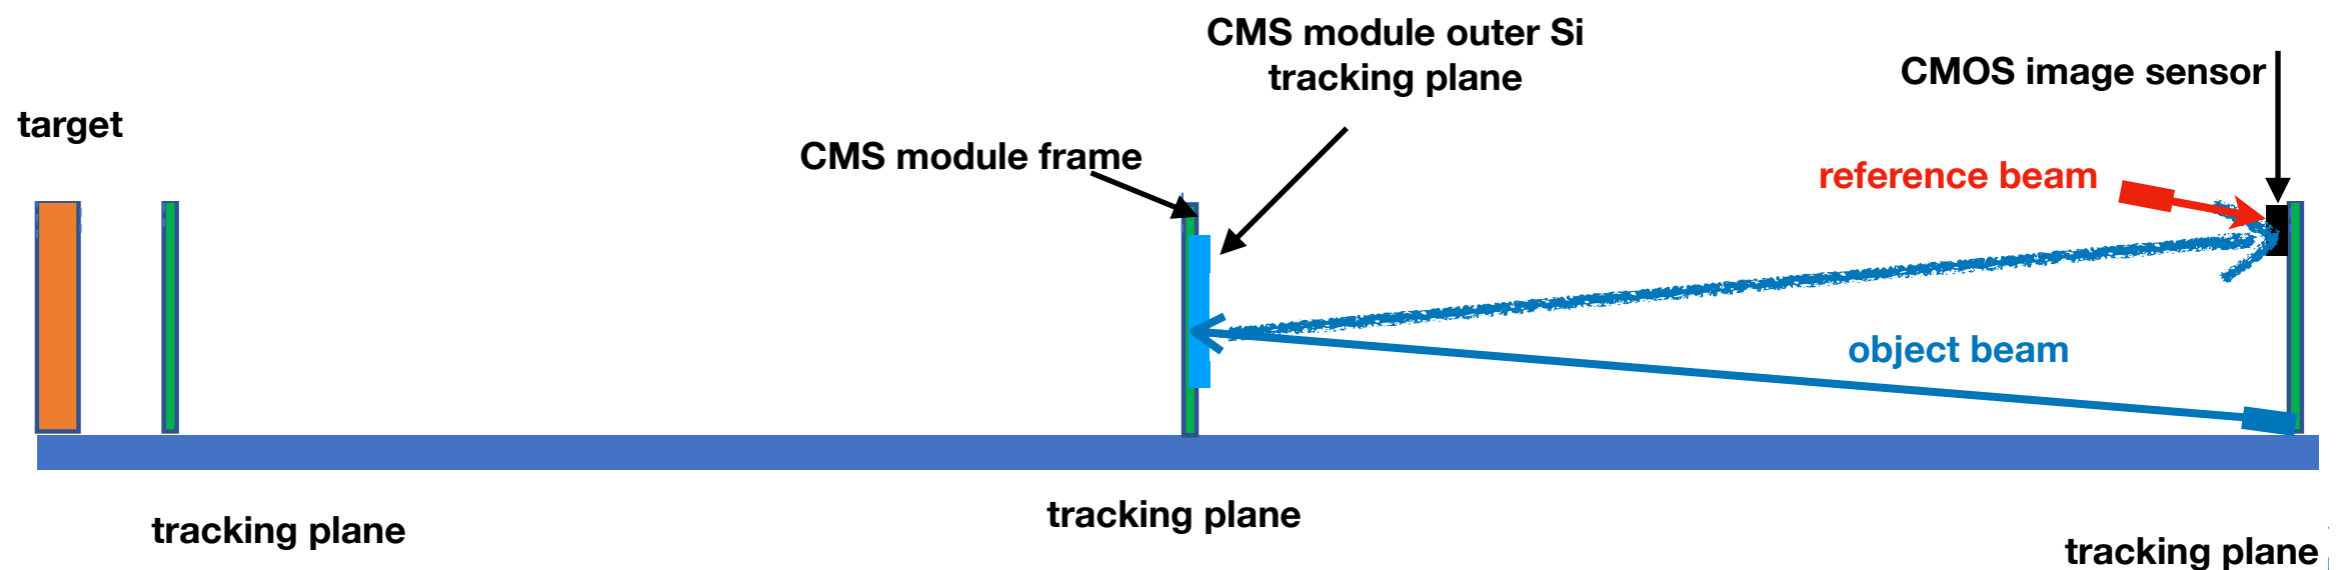 CMS module outer Si
tracking plane
CMOS image sensor
target
CMS module frame
reference beam
object beam
tracking plane
tracking plane
tracking plane